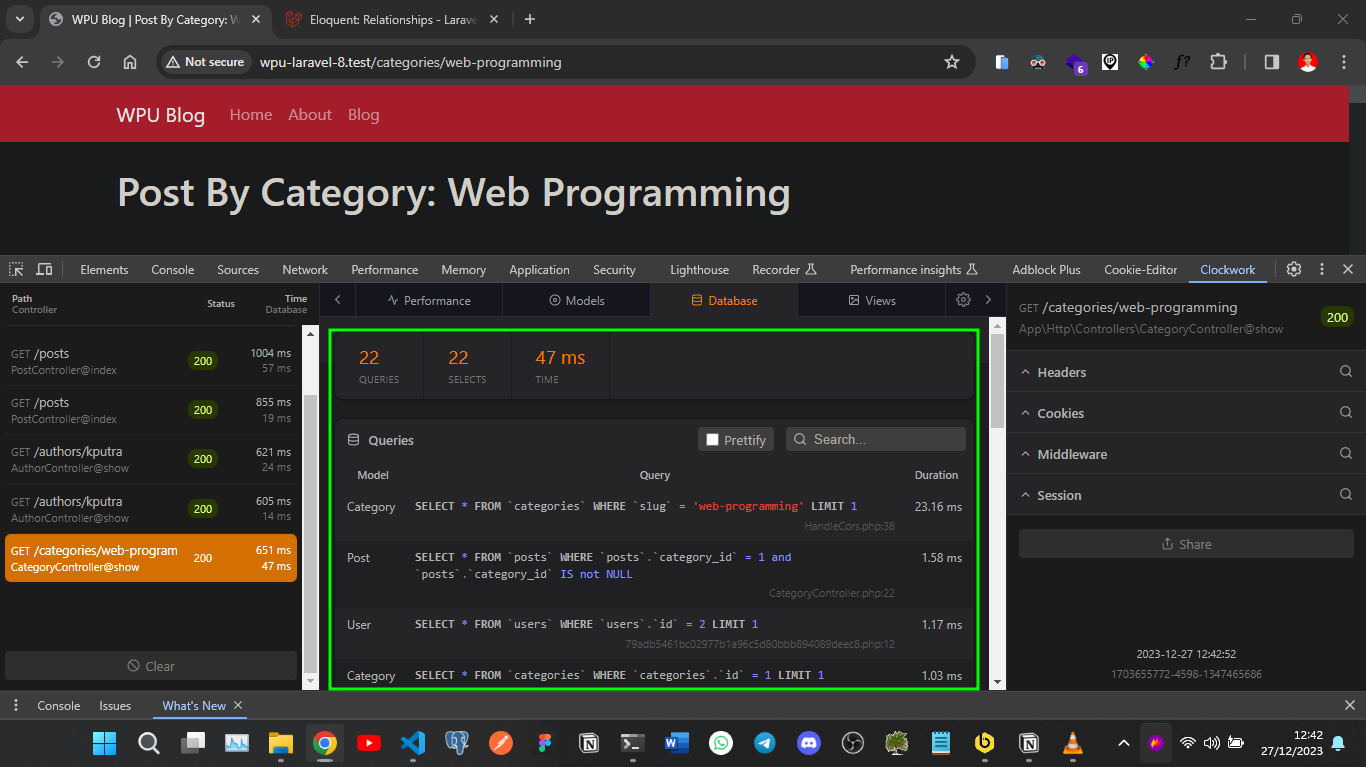 WPU Blog | Post By Category: W
Eloquent: Relationships - Larave
Not secure
wpu-laravel-8.test/categories/web-programming
6
f?
WPU Blog
Home
About
Blog
Post By Category: Web Programming
Elements
Console
Sources
Network
Performance
Memory
Application
Security
Lighthouse
Recorder
Performance insights
Adblock Plus
Cookie-Editor
Clockwork
Path
Controller
Status
Time
Database
GET /posts
PostController@index
200
1004 ms
57 ms
GET /posts
PostController@index
200
855 ms
19 ms
GET /authors/kputra
AuthorController@show
200
621 ms
24 ms
GET /authors/kputra
AuthorController@show
200
605 ms
14 ms
GET /categories/web-program
CategoryController@show
200
651 ms
47 ms
Clear
Performance
Models
Database
Views
22
QUERIES
22
SELECTS
47 ms
TIME
Queries
Prettify
Search...
Model
Query
Duration
Category
SELECT * FROM `categories` WHERE `slug` = 'web-programming' LIMIT 1
23.16 ms
HandleCors.php:38
Post
SELECT * FROM `posts` WHERE `posts`.`category_id` = 1 and
`posts`.`category_id` IS not NULL
1.58 ms
CategoryController.php:22
User
SELECT * FROM `users` WHERE `users`.`id` = 2 LIMIT 1
1.17 ms
79adb5461bc02977b1a96c5d80bbb894089deec8.php:12
Category
SELECT * FROM `categories` WHERE `categories`.`id` = 1 LIMIT 1
1.03 ms
GET /categories/web-programming
App\Http\Controllers\CategoryController@show
200
Headers
Cookies
Middleware
Session
Share
2023-12-27 12:42:52
1703655772-4598-1347465686
Console
Issues
What's New
12:42
27/12/2023